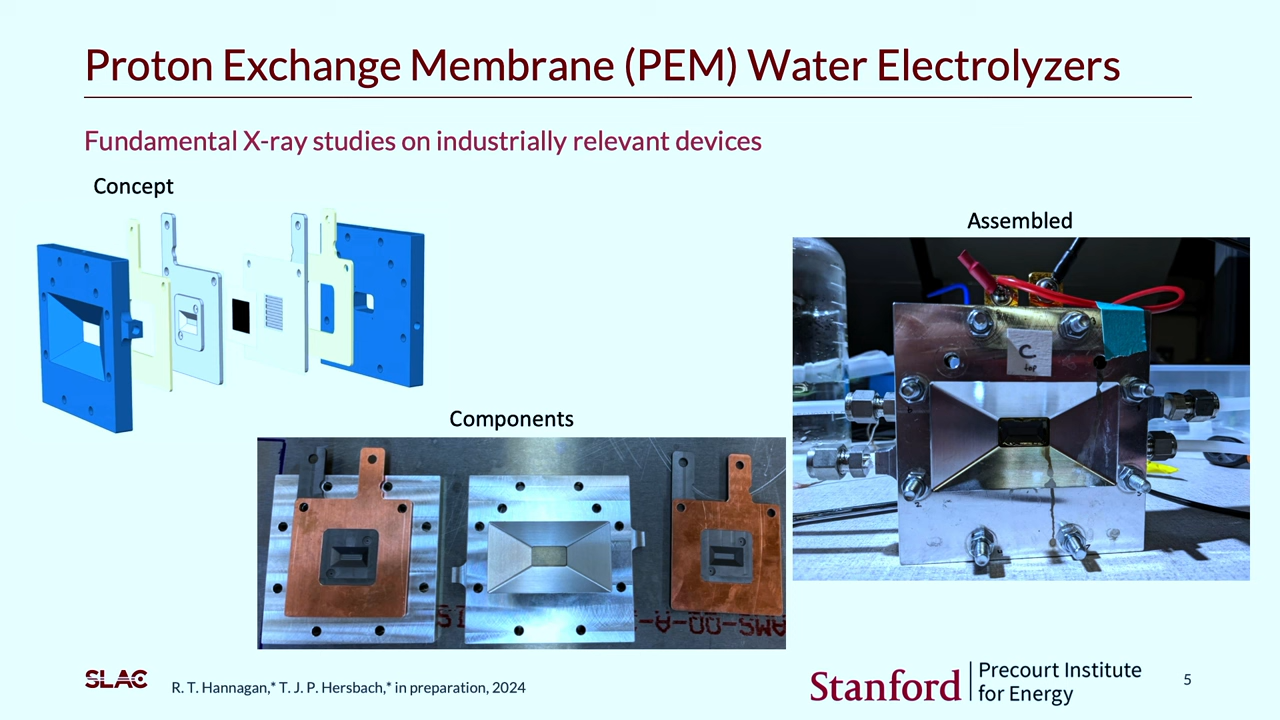 Proton Exchange Membrane (PEM) Water Electrolyzers
Fundamental X-ray studies on industrially relevant devices
Concept
Assembled
C
top
Components
SLAC
R. T. Hannagan,* T. J. P. Hersbach,* in preparation, 2024
Stanford
Precourt Institute
for Energy
5